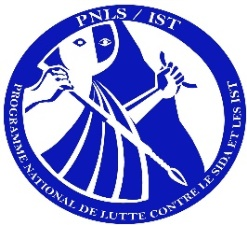 PNLS / IST
PROGRAMME NATIONAL DE LUTTE CONTRE LE SIDA ET LES IST